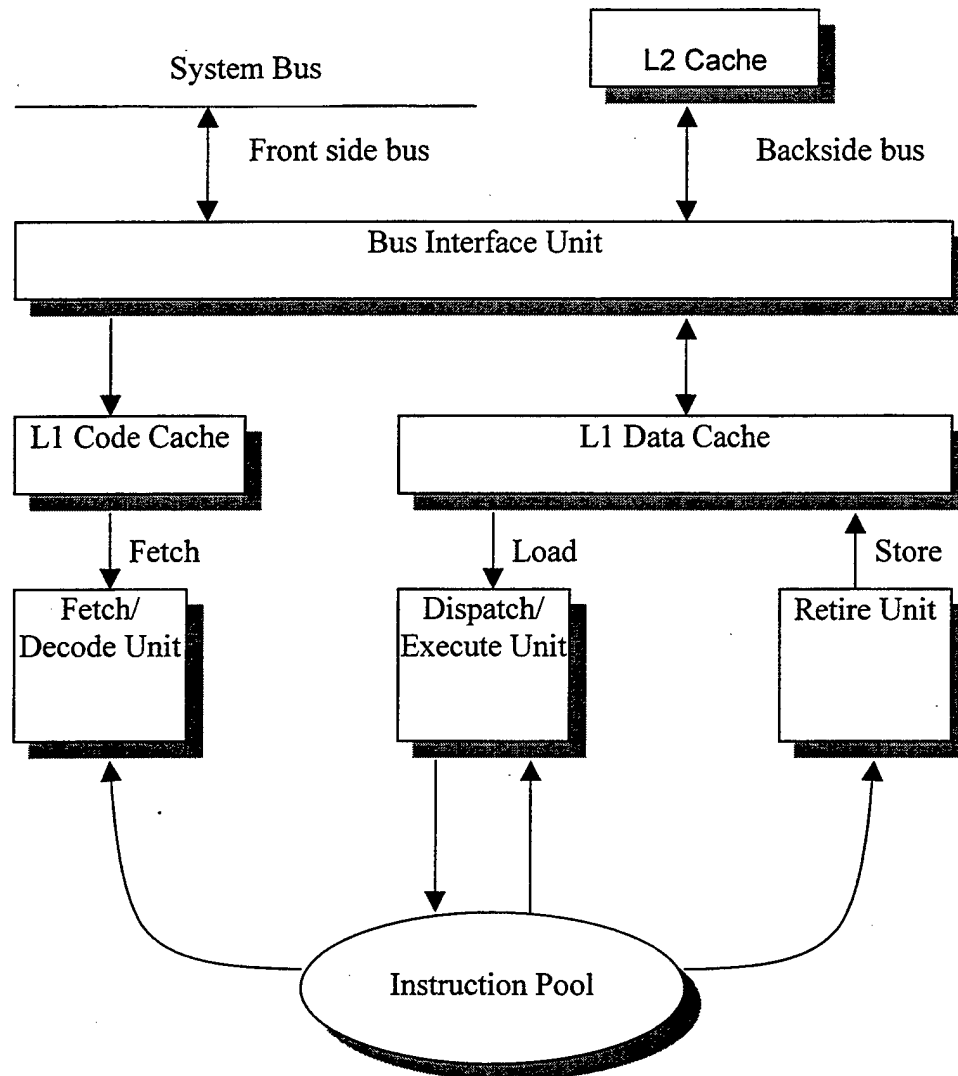 System Bus
L2 Cache
Front side bus
Backside bus
Bus Interface Unit
L1 Code Cache
L1 Data Cache
Fetch
Load
Store
Fetch/
Decode Unit
Dispatch/
Execute Unit
Retire Unit
Instruction Pool